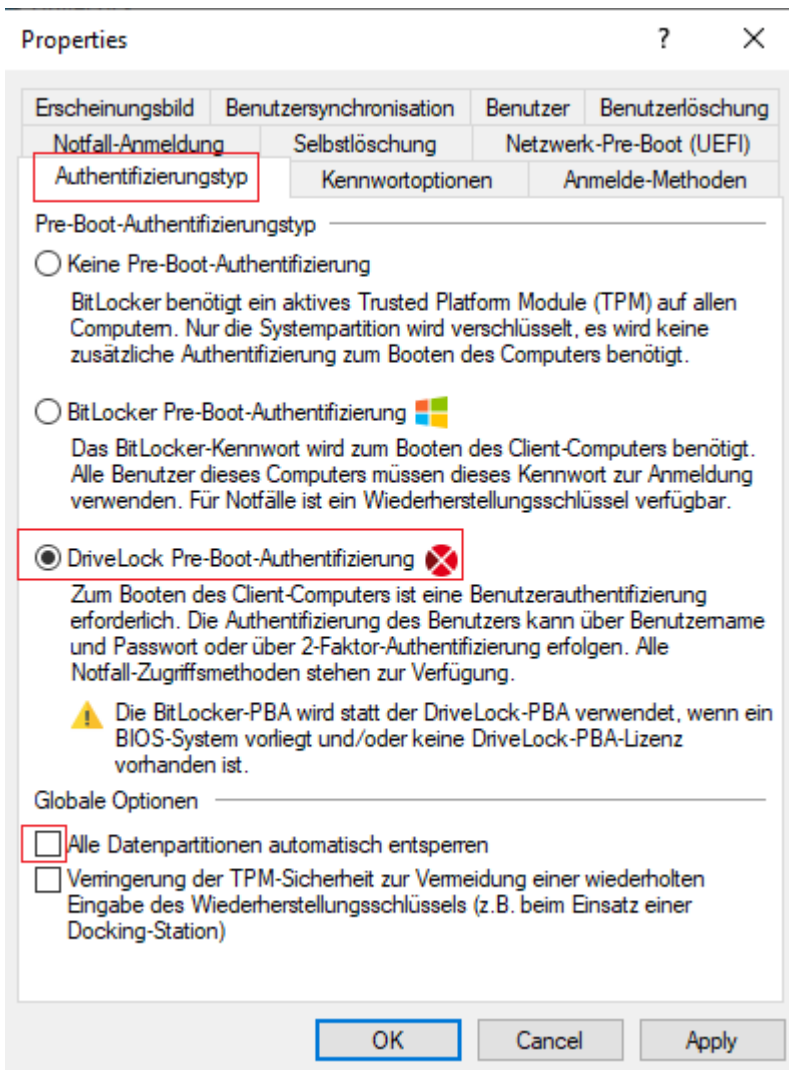 Properties ? X
Erscheinungsbild Benutzersynchronisation Benutzer Benutzerlöschung
Notfall-Anmeldung Selbstlöschung Netzwerk-Pre-Boot (UEFI)
Authentifizierungstyp Kennwortoptionen Anmelde-Methoden
Pre-Boot-Authentifizierungstyp
Keine Pre-Boot-Authentifizierung
BitLocker benötigt ein aktives Trusted Platform Module (TPM) auf allen
Computern. Nur die Systempartition wird verschlüsselt, es wird keine
zusätzliche Authentifizierung zum Booten des Computers benötigt.
BitLocker Pre-Boot-Authentifizierung
Das BitLocker-Kennwort wird zum Booten des Client-Computers benötigt.
Alle Benutzer dieses Computers müssen dieses Kennwort zur Anmeldung
verwenden. Für Notfälle ist ein Wiederherstellungsschlüssel verfügbar.
DriveLock Pre-Boot-Authentifizierung
Zum Booten des Client-Computers ist eine Benutzerauthentifizierung
erforderlich. Die Authentifizierung des Benutzers kann über Benutzername
und Passwort oder über 2-Faktor-Authentifizierung erfolgen. Alle
Notfall-Zugriffsmethoden stehen zur Verfügung.
Die BitLocker-PBA wird statt der DriveLock-PBA verwendet, wenn ein
BIOS-System vorliegt und/oder keine DriveLock-PBA-Lizenz
vorhanden ist.
Globale Optionen
Alle Datenpartitionen automatisch entsperren
Verringerung der TPM-Sicherheit zur Vermeidung einer wiederholten
Eingabe des Wiederherstellungsschlüssels (z.B. beim Einsatz einer
Docking-Station)
OK Cancel Apply